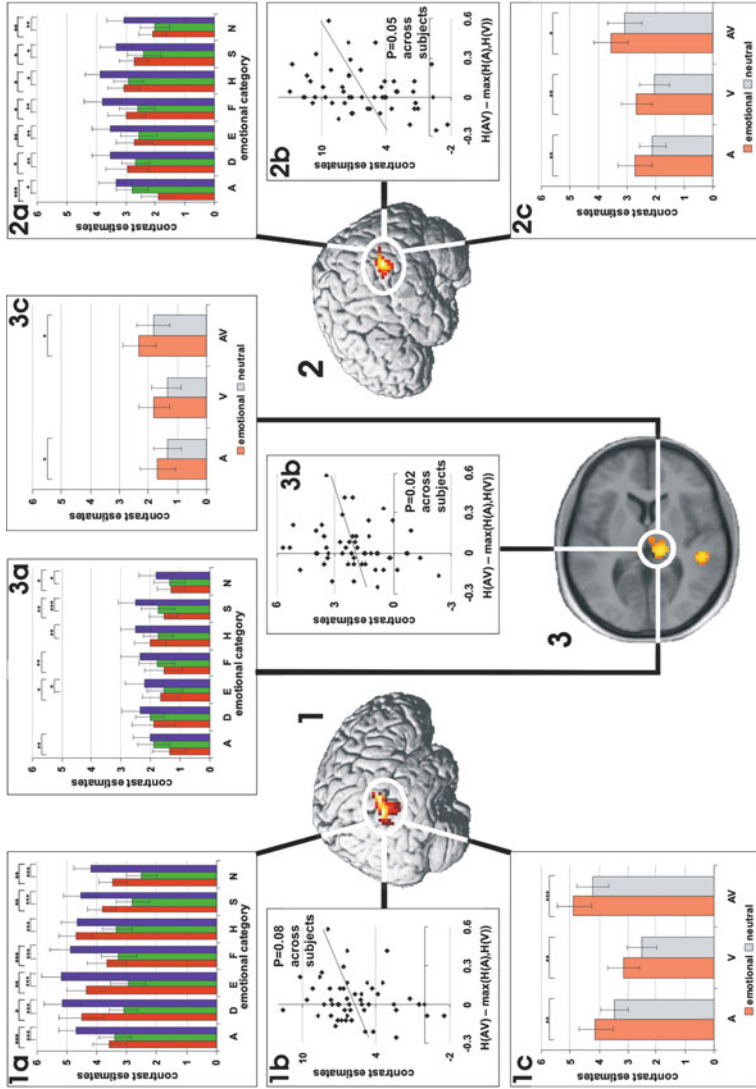 1a
*** * ** *** *** ** **
*** *** *** *** *** *** ***
6
5
4
3
2
1
0
contrast estimates
A D E F H S N
emotional category
3a
** * ** ** **
* ** *** *
6
5
4
3
2
1
0
contrast estimates
A D E F H S N
emotional category
3c
* *
6
5
4
3
2
1
0
contrast estimates
A V AV
emotional neutral
2a
*** * ** ** * * **
* ** ** ** * * **
6
5
4
3
2
1
0
contrast estimates
A D E F H S N
emotional category
1b
P=0.08
across
subjects
10
4
-2
contrast estimates
-0.3 0 0.3 0.6
H(AV) – max(H(A),H(V))
3b
P=0.02
across
subjects
6
3
0
-3
contrast estimates
-0.3 0 0.3 0.6
H(AV) – max(H(A),H(V))
2b
P=0.05
across
subjects
10
4
-2
contrast estimates
-0.3 0 0.3 0.6
H(AV) – max(H(A),H(V))
1
2
3
1c
** ** ***
6
5
4
3
2
1
0
contrast estimates
A V AV
emotional neutral
2c
** ** *
6
5
4
3
2
1
0
contrast estimates
A V AV
emotional neutral